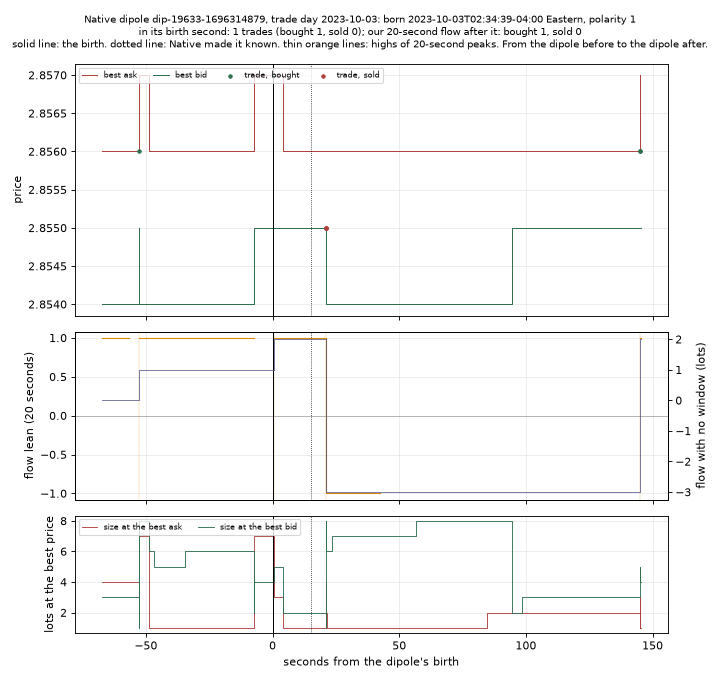 Native dipole dip-19633-1696314879, trade day 2023-10-03: born 2023-10-03T02:34:39-04:00 Eastern, polarity 1
in its birth second: 1 trades (bought 1, sold 0); our 20-second flow after it: bought 1, sold 0
solid line: the birth. dotted line: Native made it known. thin orange lines: highs of 20-second peaks. From the dipole before to the dipole after.
best ask best bid trade, bought trade, sold
2.8570
2.8565
2.8560
2.8555
2.8550
2.8545
2.8540
price
1.0
0.5
0.0
−0.5
−1.0
flow lean (20 seconds)
2
1
0
−1
−2
−3
flow with no window (lots)
size at the best ask size at the best bid
8
6
4
2
lots at the best price
−50 0 50 100 150
seconds from the dipole's birth